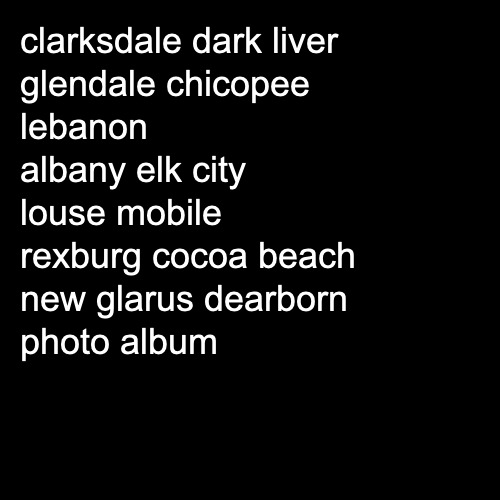 clarksdale dark liver
glendale chicopee
lebanon
albany elk city
louse mobile
rexburg cocoa beach
new glarus dearborn
photo album